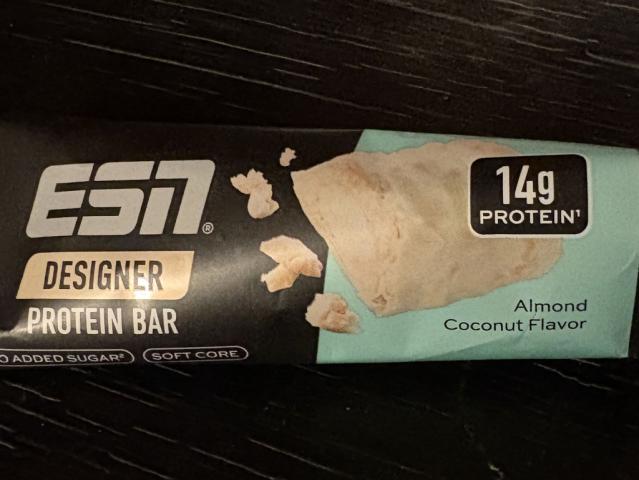 ESN®
DESIGNER
PROTEIN BAR
O ADDED SUGAR²
SOFT CORE
14g
PROTEIN¹
Almond
Coconut Flavor